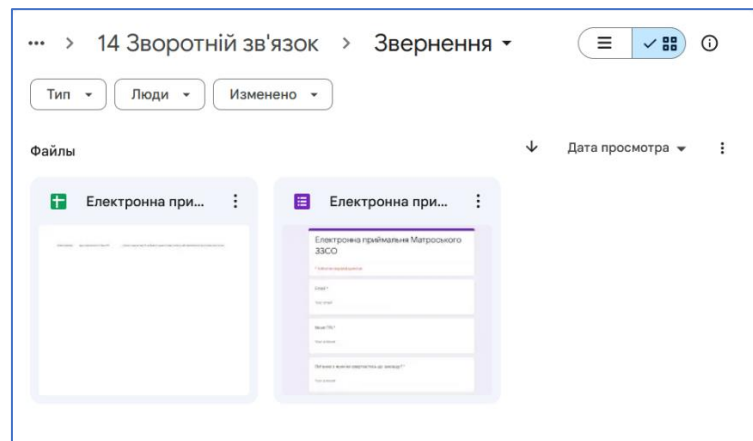 14 Зворотній зв'язок > Звернення
Тип
Люди
Изменено
Файлы
Дата просмотра
Електронна при...
Електронна при...
Електронна приймальня Матроського
ЗЗСО